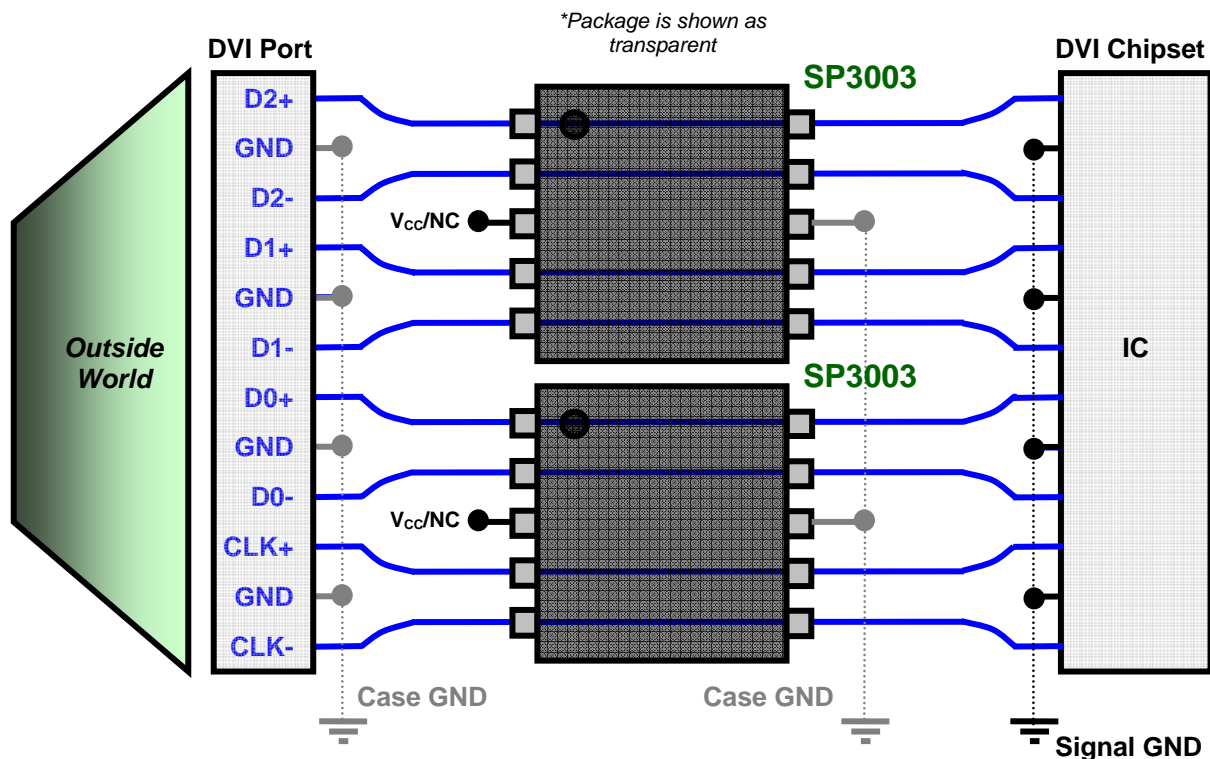 *Package is shown as
transparent
DVI Port
DVI Chipset
SP3003
D2+
GND
D2-
D1+
GND
D1-
D0+
GND
D0-
CLK+
GND
CLK-
Outside
World
VCC/NC
SP3003
VCC/NC
IC
Case GND
Case GND
Signal GND